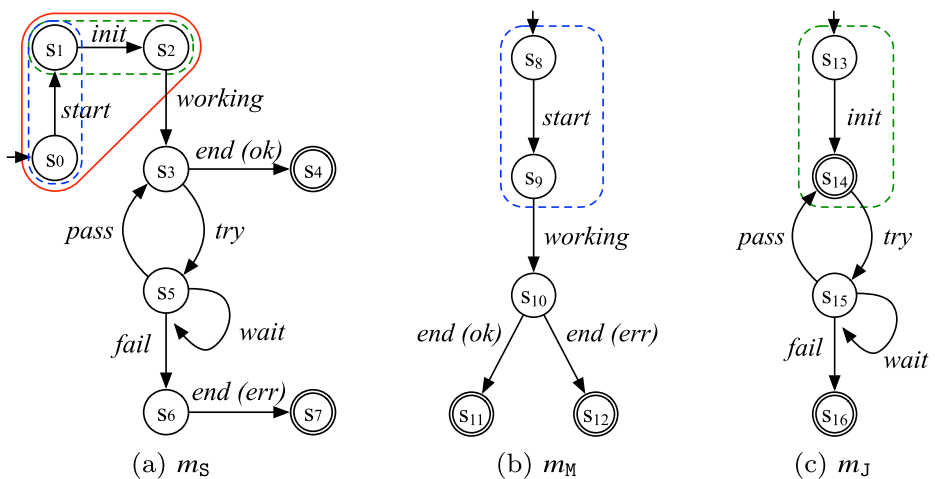 s1 init s2
start working
s0
s3 end (ok) s4
pass try
s5
fail wait
s6 end (err) s7
(a) mS
s8
start
s9
working
s10
end (ok) end (err)
s11 s12
(b) mM
s13
init
s14
pass try
s15
fail wait
s16
(c) mJ